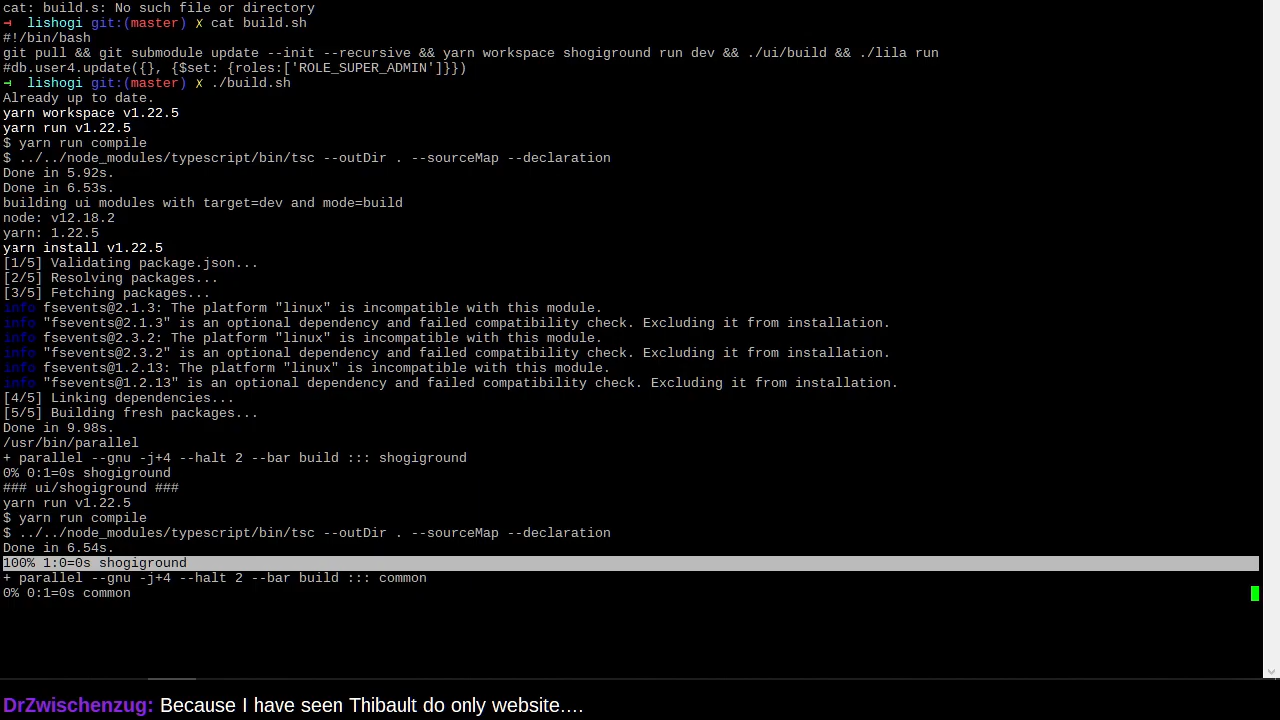 cat: build.s: No such file or directory
→ lishogi git:(master) ✗ cat build.sh
#!/bin/bash
git pull && git submodule update --init --recursive && yarn workspace shogiground run dev && ./ui/build && ./lila run
#db.user4.update({}, {$set: {roles:['ROLE_SUPER_ADMIN']}})
→ lishogi git:(master) ✗ ./build.sh
Already up to date.
yarn workspace v1.22.5
yarn run v1.22.5
$ yarn run compile
$ ../../node_modules/typescript/bin/tsc --outDir . --sourceMap --declaration
Done in 5.92s.
Done in 6.53s.
building ui modules with target=dev and mode=build
node: v12.18.2
yarn: 1.22.5
yarn install v1.22.5
[1/5] Validating package.json...
[2/5] Resolving packages...
[3/5] Fetching packages...
info fsevents@2.1.3: The platform "linux" is incompatible with this module.
info "fsevents@2.1.3" is an optional dependency and failed compatibility check. Excluding it from installation.
info fsevents@2.3.2: The platform "linux" is incompatible with this module.
info "fsevents@2.3.2" is an optional dependency and failed compatibility check. Excluding it from installation.
info fsevents@1.2.13: The platform "linux" is incompatible with this module.
info "fsevents@1.2.13" is an optional dependency and failed compatibility check. Excluding it from installation.
[4/5] Linking dependencies...
[5/5] Building fresh packages...
Done in 9.98s.
/usr/bin/parallel
+ parallel --gnu -j+4 --halt 2 --bar build ::: shogiground
0% 0:1=0s shogiground
### ui/shogiground ###
yarn run v1.22.5
$ yarn run compile
$ ../../node_modules/typescript/bin/tsc --outDir . --sourceMap --declaration
Done in 6.54s.
100% 1:0=0s shogiground
+ parallel --gnu -j+4 --halt 2 --bar build ::: common
0% 0:1=0s common
DrZwischenzug: Because I have seen Thibault do only website....